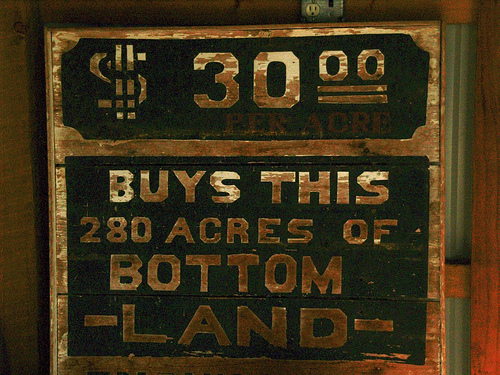 $ 30 00
PER ACRE
BUYS THIS
280 ACRES OF
BOTTOM
-LAND-